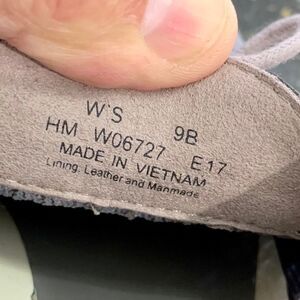 W'S 9B
HM W06727 E17
MADE IN VIETNAM
Lining: Leather and Manmade